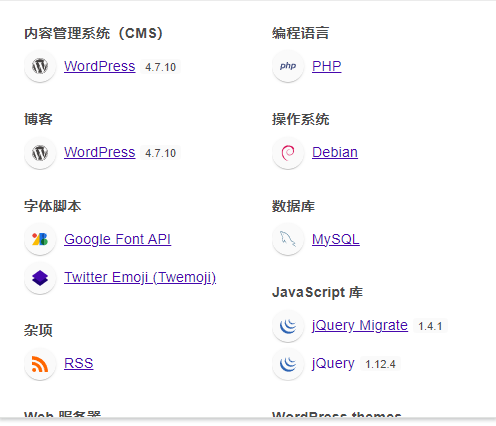 内容管理系统（CMS）
WordPress 4.7.10
博客
WordPress 4.7.10
字体脚本
Google Font API
Twitter Emoji (Twemoji)
杂项
RSS
Web 服务器
编程语言
php PHP
操作系统
Debian
数据库
MySQL
JavaScript 库
jQuery Migrate 1.4.1
jQuery 1.12.4
WordPress themes